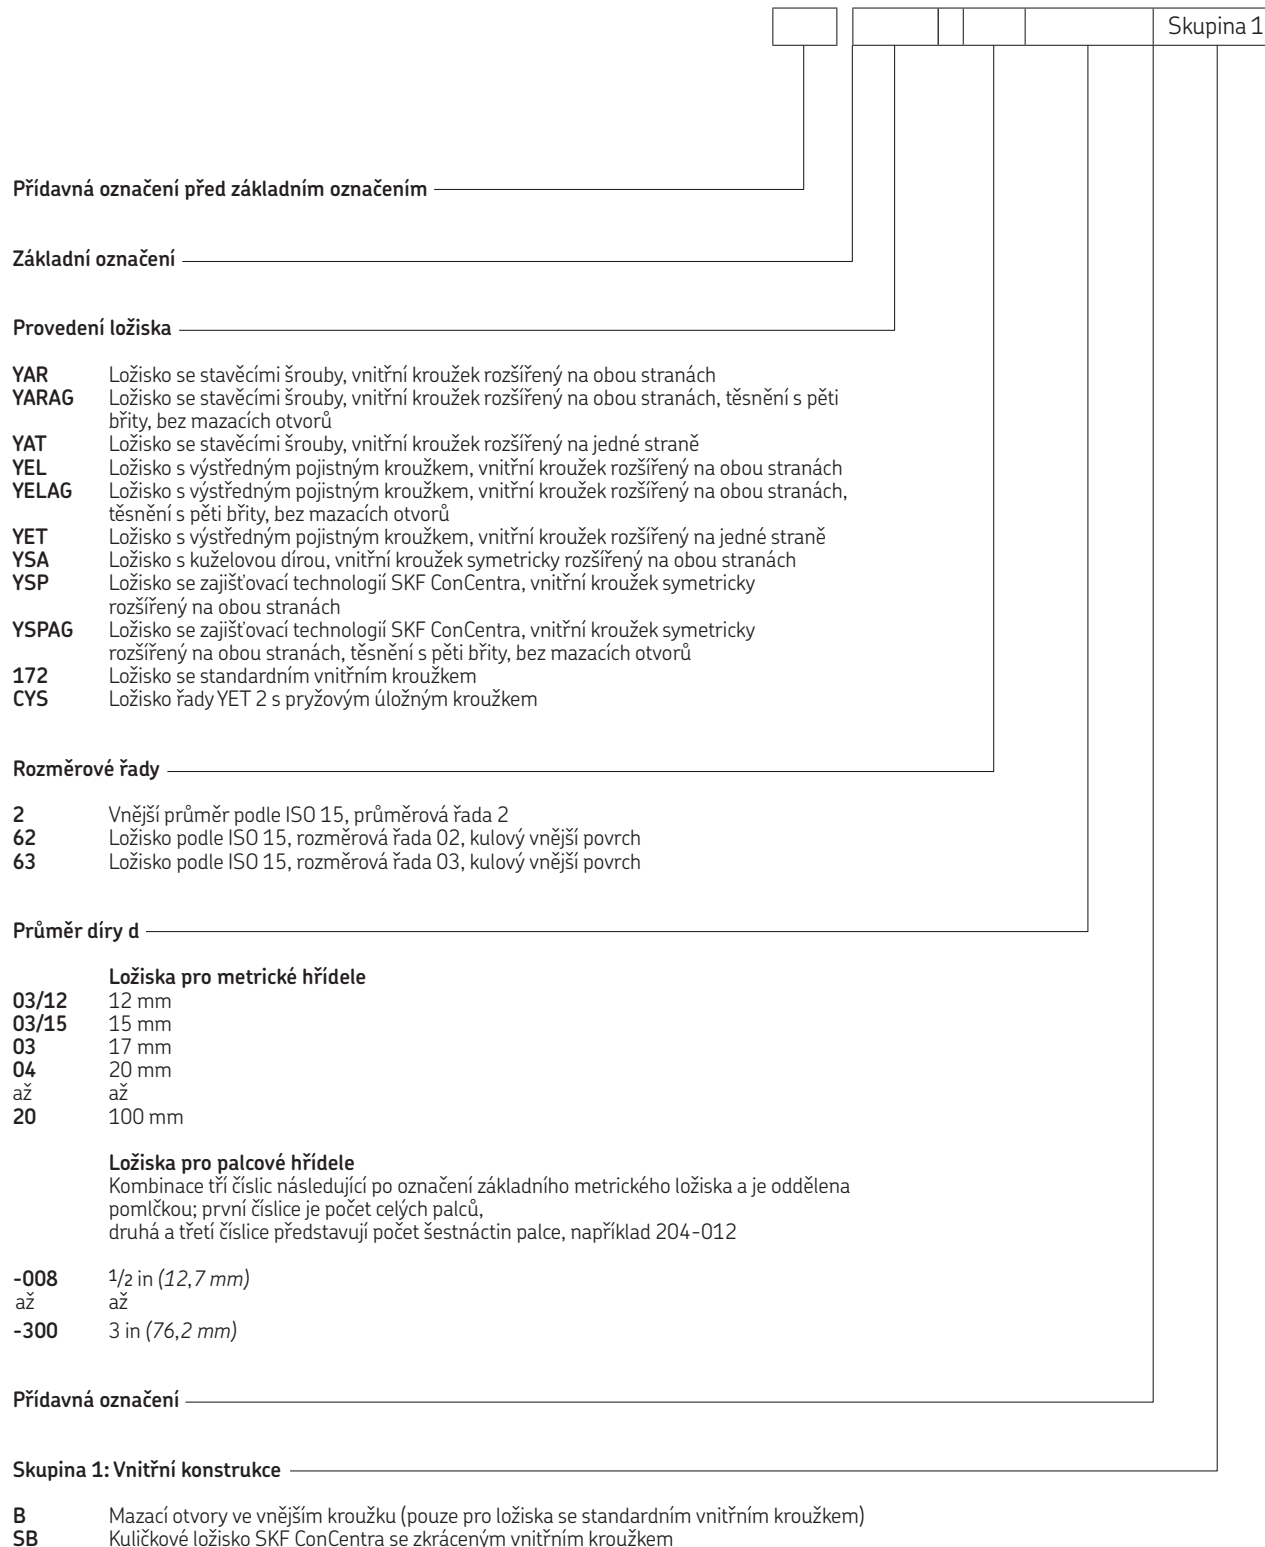 Skupina 1
Přídavná označení před základním označením
Základní označení
Provedení ložiska
YAR Ložisko se stavěcími šrouby, vnitřní kroužek rozšířený na obou stranách
YARAG Ložisko se stavěcími šrouby, vnitřní kroužek rozšířený na obou stranách, těsnění s pěti
břity, bez mazacích otvorů
YAT Ložisko se stavěcími šrouby, vnitřní kroužek rozšířený na jedné straně
YEL Ložisko s výstředným pojistným kroužkem, vnitřní kroužek rozšířený na obou stranách
YELAG Ložisko s výstředným pojistným kroužkem, vnitřní kroužek rozšířený na obou stranách,
těsnění s pěti břity, bez mazacích otvorů
YET Ložisko s výstředným pojistným kroužkem, vnitřní kroužek rozšířený na jedné straně
YSA Ložisko s kuželovou dírou, vnitřní kroužek symetricky rozšířený na obou stranách
YSP Ložisko se zajišťovací technologií SKF ConCentra, vnitřní kroužek symetricky
rozšířený na obou stranách
YSPAG Ložisko se zajišťovací technologií SKF ConCentra, vnitřní kroužek symetricky
rozšířený na obou stranách, těsnění s pěti břity, bez mazacích otvorů
172 Ložisko se standardním vnitřním kroužkem
CYS Ložisko řady YET 2 s pryžovým úložným kroužkem
Rozměrové řady
2 Vnější průměr podle ISO 15, průměrová řada 2
62 Ložisko podle ISO 15, rozměrová řada 02, kulový vnější povrch
63 Ložisko podle ISO 15, rozměrová řada 03, kulový vnější povrch
Průměr díry d
Ložiska pro metrické hřídele
03/12 12 mm
03/15 15 mm
03 17 mm
04 20 mm
až až
20 100 mm
Ložiska pro palcové hřídele
Kombinace tří číslic následující po označení základního metrického ložiska a je oddělena
pomlčkou; první číslice je počet celých palců,
druhá a třetí číslice představují počet šestnáctin palce, například 204-012
-008 1/2 in (12,7 mm)
až až
-300 3 in (76,2 mm)
Přídavná označení
Skupina 1: Vnitřní konstrukce
B Mazací otvory ve vnějším kroužku (pouze pro ložiska se standardním vnitřním kroužkem)
SB Kuličkové ložisko SKF ConCentra se zkráceným vnitřním kroužkem